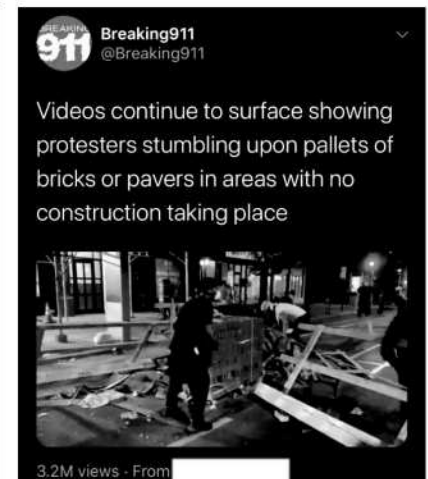 BREAKING
911
Breaking911
@Breaking911
Videos continue to surface showing
protesters stumbling upon pallets of
bricks or pavers in areas with no
construction taking place
3.2M views · From